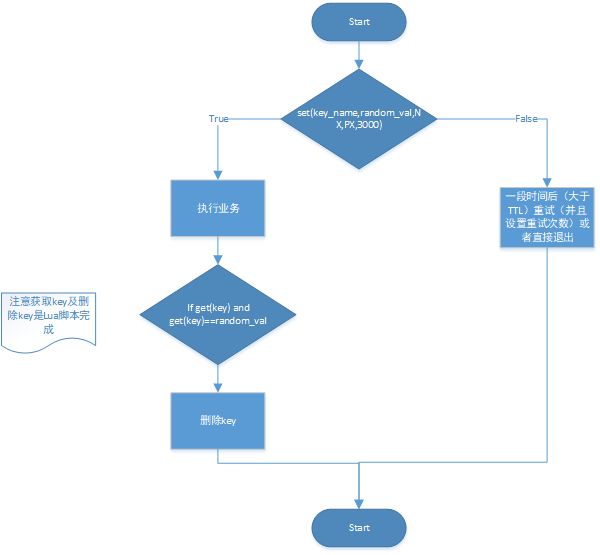 Start
set(key_name,random_val,N
X,PX,3000)
True
False
执行业务
一段时间后（大于
TTL）重试（并且
设置重试次数）或
者直接退出
注意获取key及删
除key是Lua脚本完
成
If get(key) and
get(key)==random_val
删除key
Start